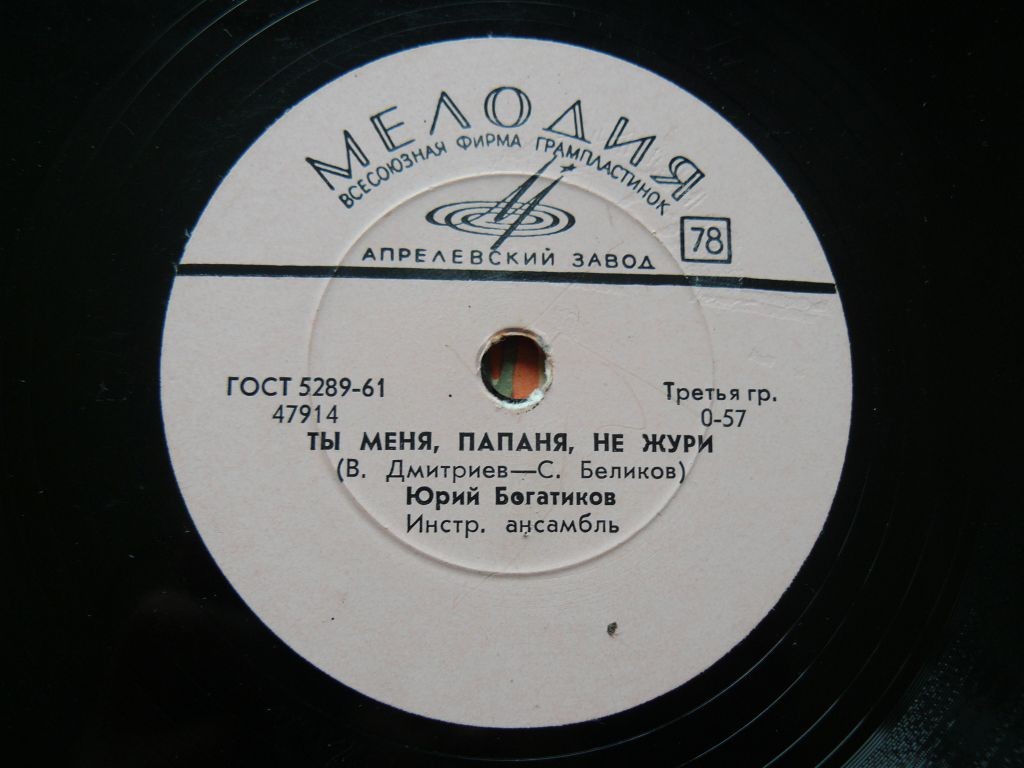 МЕЛОДИЯ
ВСЕСОЮЗНАЯ ФИРМА ГРАМПЛАСТИНОК
78
АПРЕЛЕВСКИЙ ЗАВОД
ГОСТ 5289-61
47914
Третья гр.
0-57
ТЫ МЕНЯ, ПАПАНЯ, НЕ ЖУРИ
(В. Дмитриев—С. Беликов)
Юрий Богатиков
Инстр. ансамбль